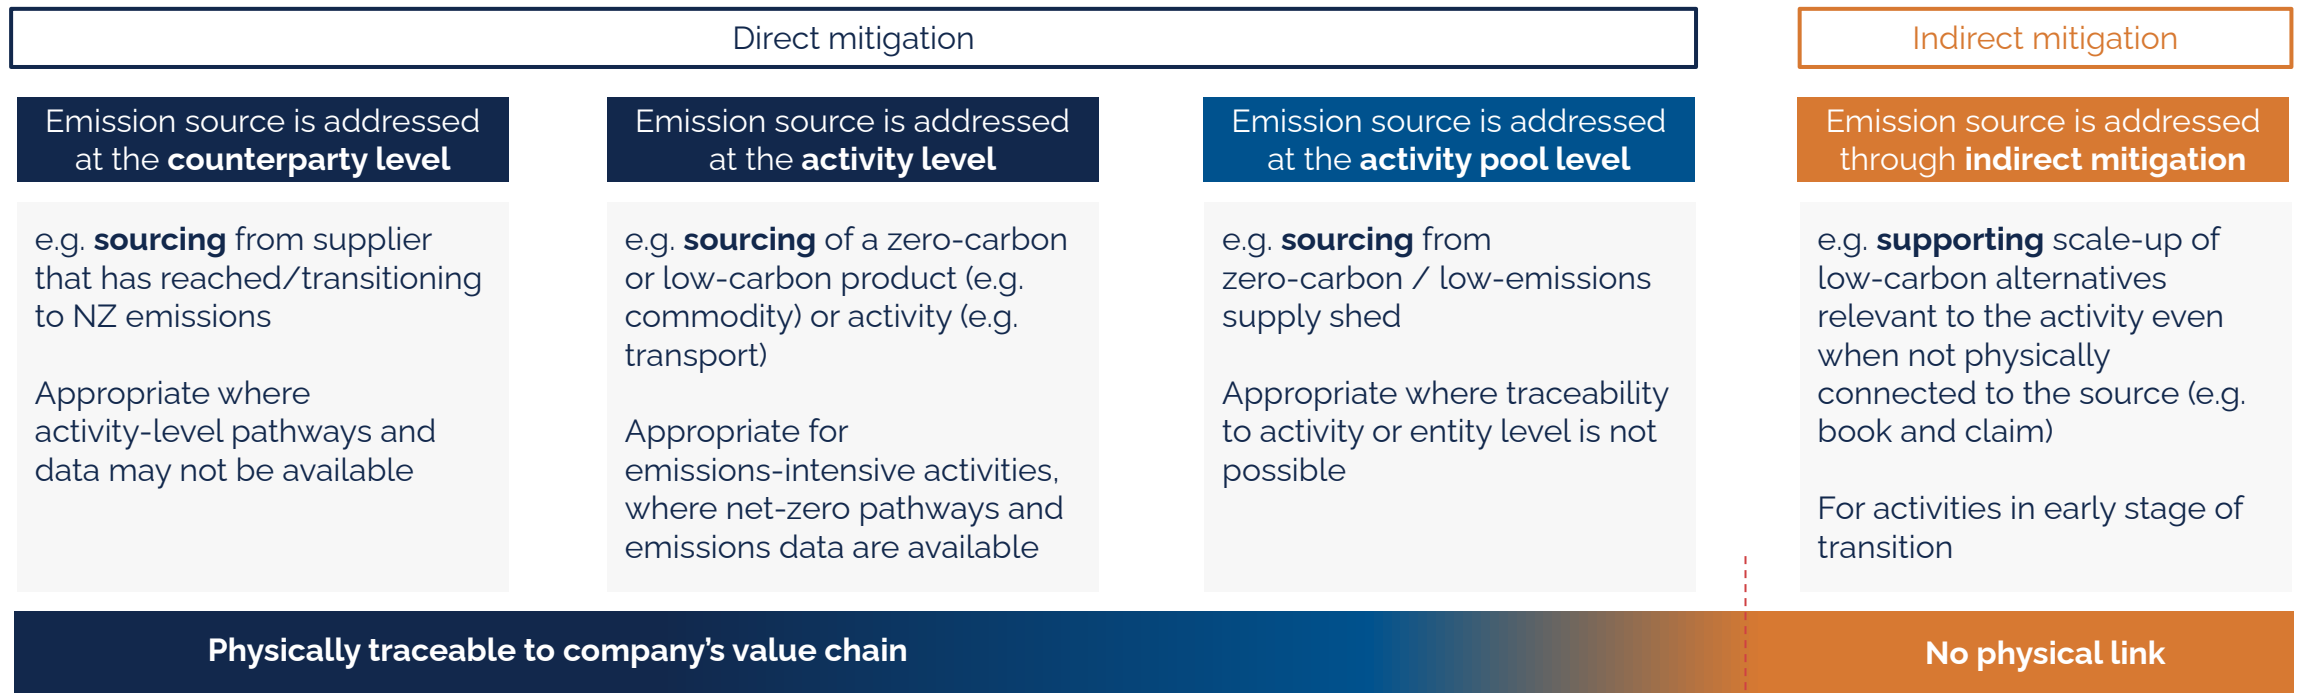 Direct mitigation
Indirect mitigation
Emission source is addressed
at the counterparty level
Emission source is addressed
at the activity level
Emission source is addressed
at the activity pool level
Emission source is addressed
through indirect mitigation
e.g. sourcing from supplier
that has reached/transitioning
to NZ emissions
Appropriate where
activity-level pathways and
data may not be available
e.g. sourcing of a zero-carbon
or low-carbon product (e.g.
commodity) or activity (e.g.
transport)
Appropriate for
emissions-intensive activities,
where net-zero pathways and
emissions data are available
e.g. sourcing from
zero-carbon / low-emissions
supply shed
Appropriate where traceability
to activity or entity level is not
possible
e.g. supporting scale-up of
low-carbon alternatives
relevant to the activity even
when not physically
connected to the source (e.g.
book and claim)
For activities in early stage of
transition
Physically traceable to company’s value chain
No physical link